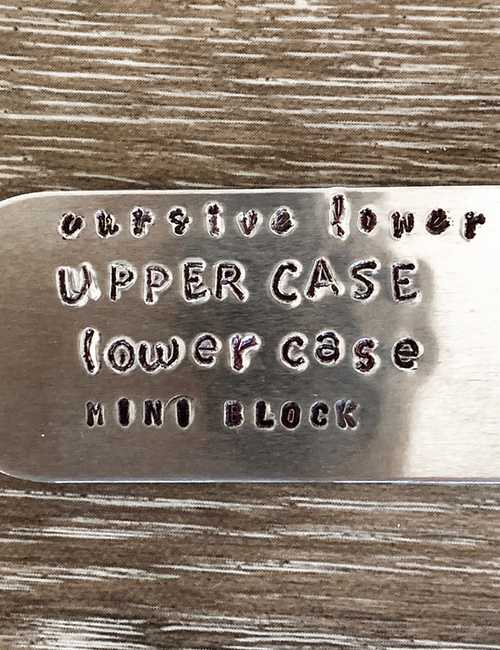 cursive lower
UPPER CASE
lower case
MINI BLOCK